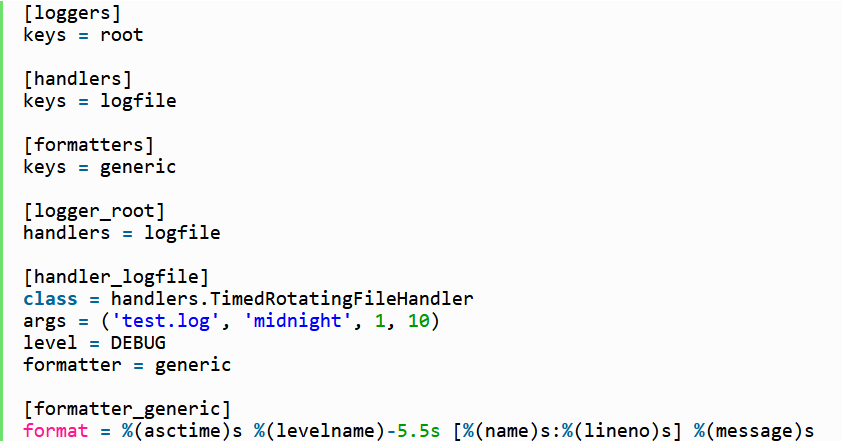 [loggers]
keys = root
[handlers]
keys = logfile
[formatters]
keys = generic
[logger_root]
handlers = logfile
[handler_logfile]
class = handlers.TimedRotatingFileHandler
args = ('test.log', 'midnight', 1, 10)
level = DEBUG
formatter = generic
[formatter_generic]
format = %(asctime)s %(levelname)-5.5s [%(name)s:%(lineno)s] %(message)s